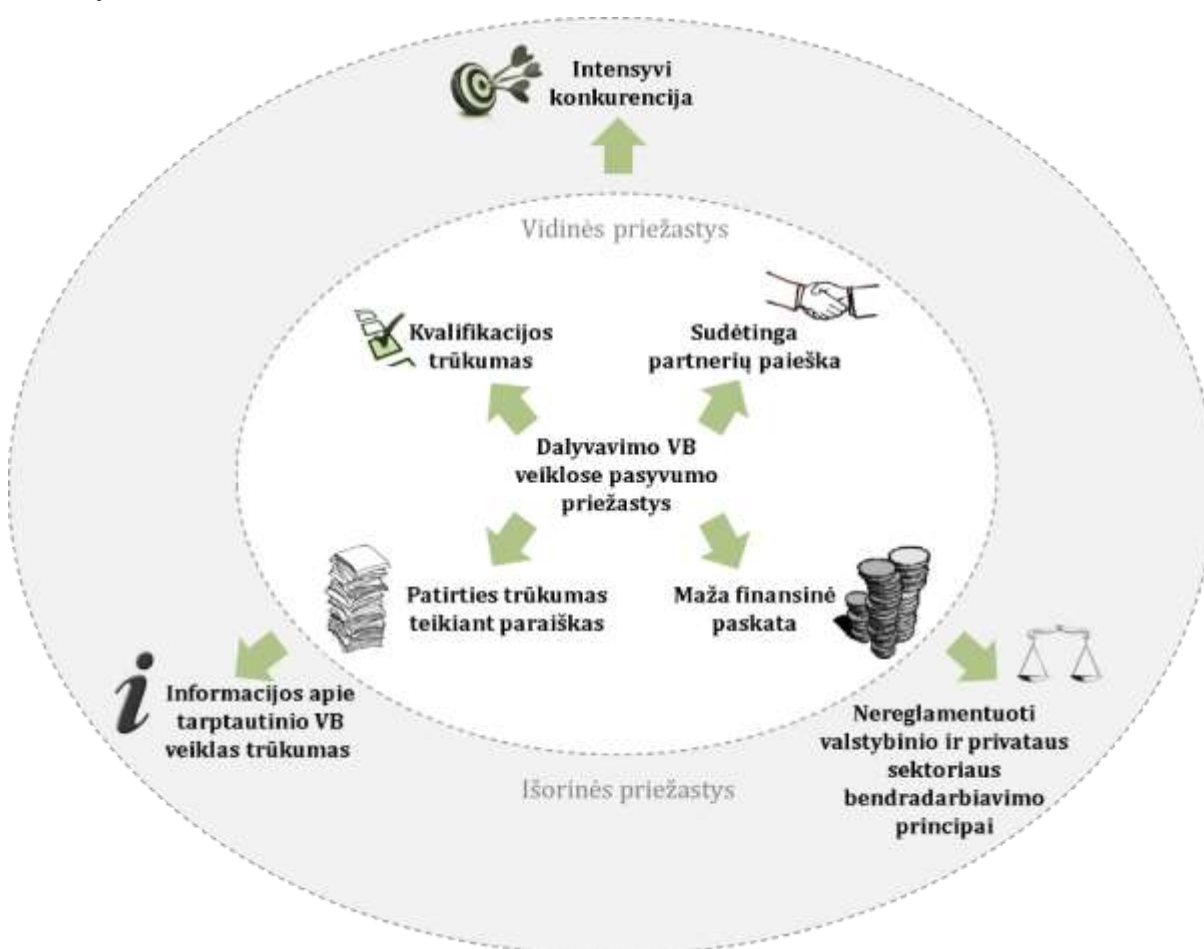 Intensyvi
konkurencija
Vidinės priežastys
Kvalifikacijos
trūkumas
Sudėtinga
partnerių paieška
Dalyvavimo VB
veiklose pasyvumo
priežastys
Patirties trūkumas
teikiant paraiškas
Maža finansinė
paskata
Informacijos apie
tarptautinio VB
veiklas trūkumas
Nereglamentuoti
valstybinio ir privataus
sektoriaus
bendradarbiavimo
principai
Išorinės priežastys